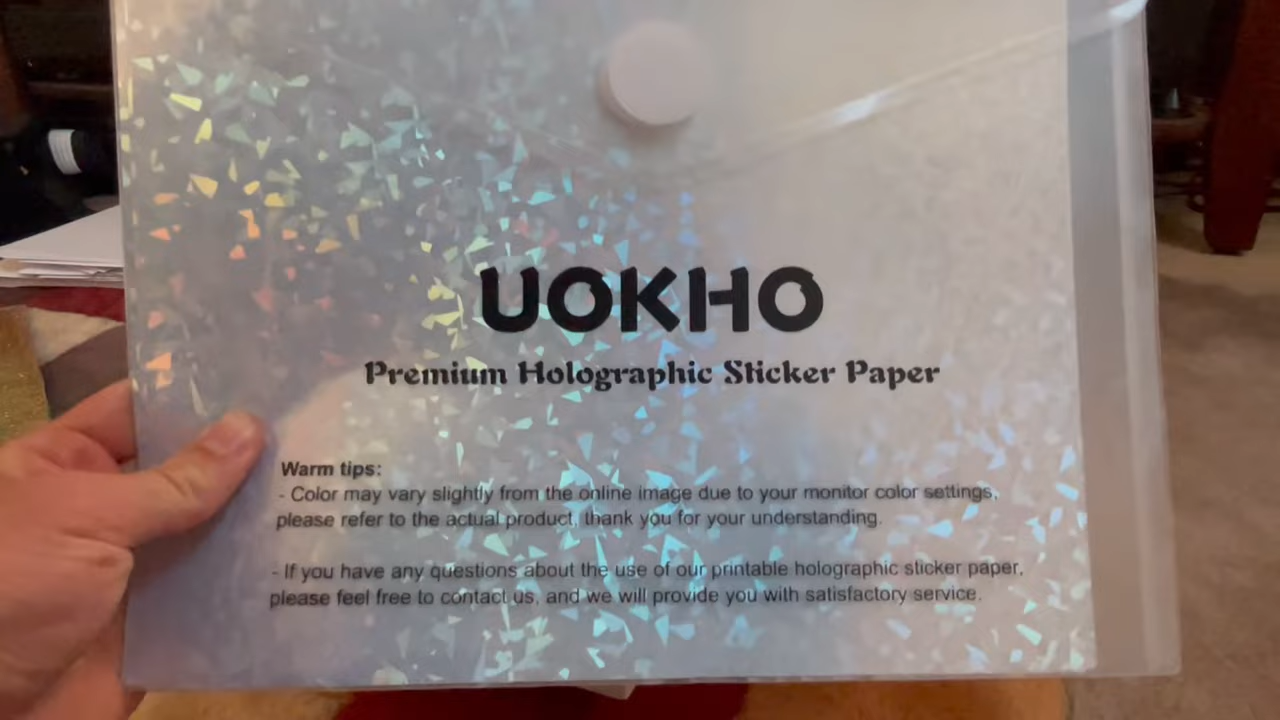 UOKHO
Premium Holographic Sticker Paper
Warm tips:
- Color may vary slightly from the online image due to your monitor color settings,
please refer to the actual product, thank you for your understanding.
- If you have any questions about the use of our printable holographic sticker paper,
please feel free to contact us, and we will provide you with satisfactory service.